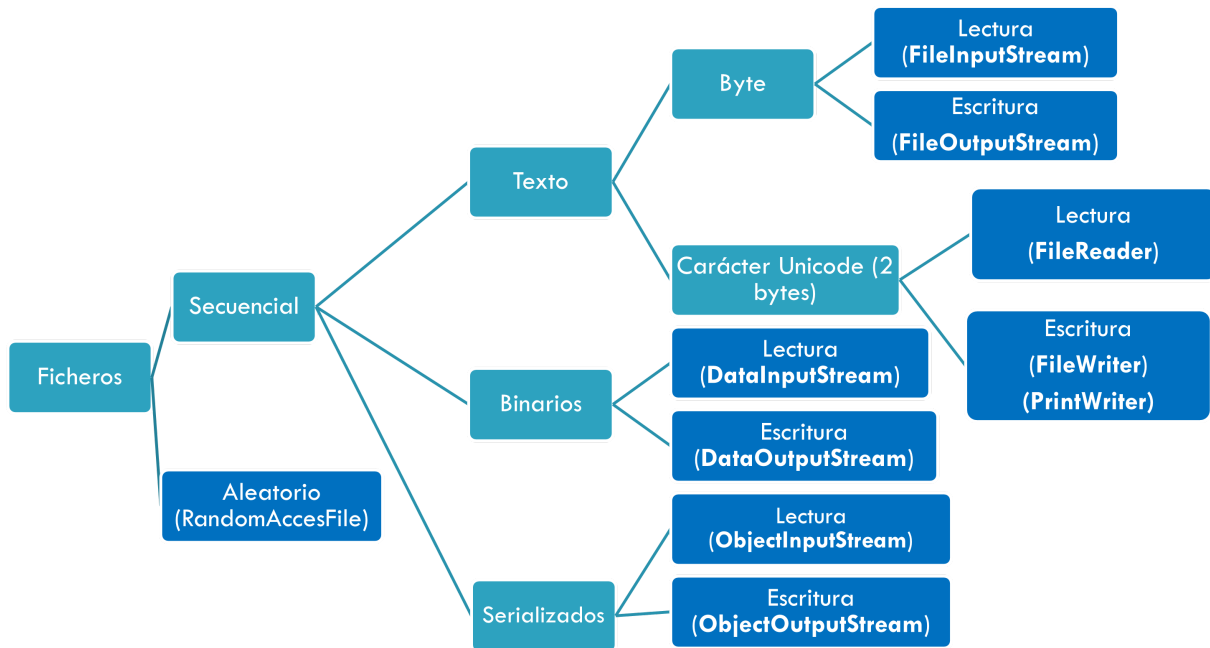 Ficheros
Secuencial
Aleatorio
(RandomAccesFile)
Texto
Binarios
Serializados
Byte
Carácter Unicode (2
bytes)
Lectura
(FileInputStream)
Escritura
(FileOutputStream)
Lectura
(FileReader)
Escritura
(FileWriter)
(PrintWriter)
Lectura
(DataInputStream)
Escritura
(DataOutputStream)
Lectura
(ObjectInputStream)
Escritura
(ObjectOutputStream)